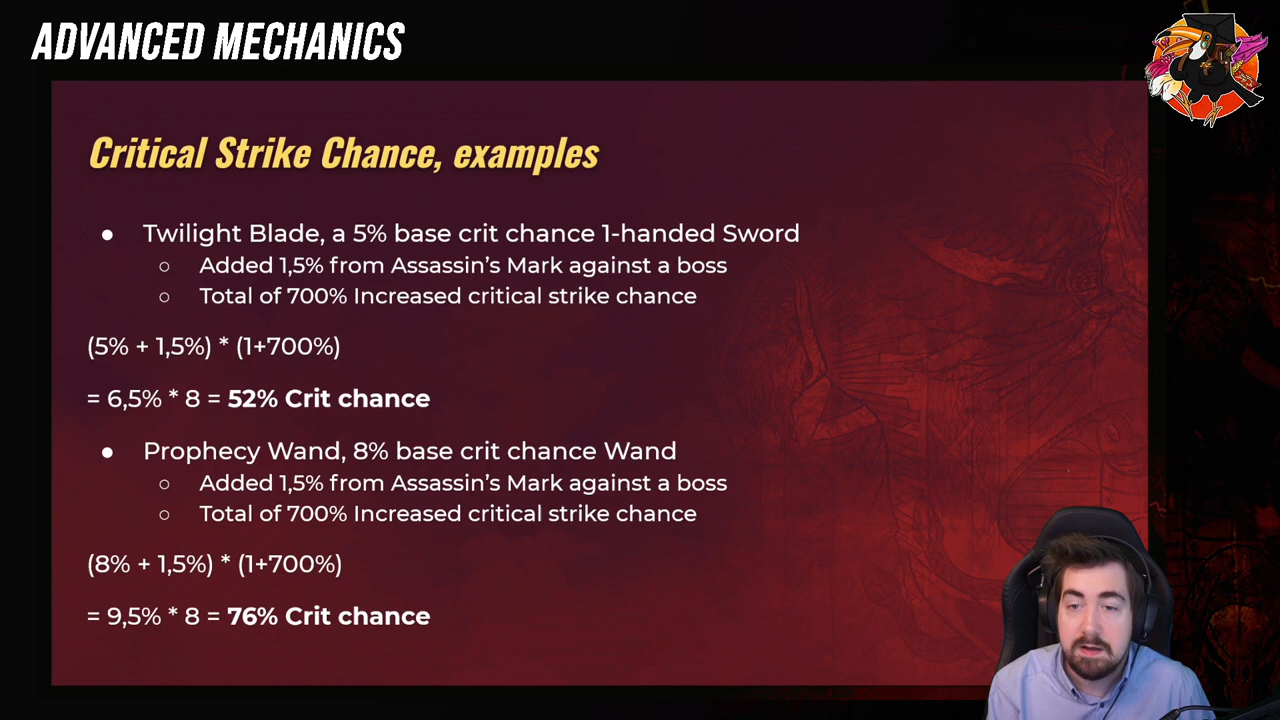 ADVANCED MECHANICS
Critical Strike Chance, examples
● Twilight Blade, a 5% base crit chance 1-handed Sword
○ Added 1,5% from Assassin's Mark against a boss
○ Total of 700% Increased critical strike chance
(5% + 1,5%) * (1+700%)
= 6,5% * 8 = 52% Crit chance
● Prophecy Wand, 8% base crit chance Wand
○ Added 1,5% from Assassin's Mark against a boss
○ Total of 700% Increased critical strike chance
(8% + 1,5%) * (1+700%)
= 9,5% * 8 = 76% Crit chance